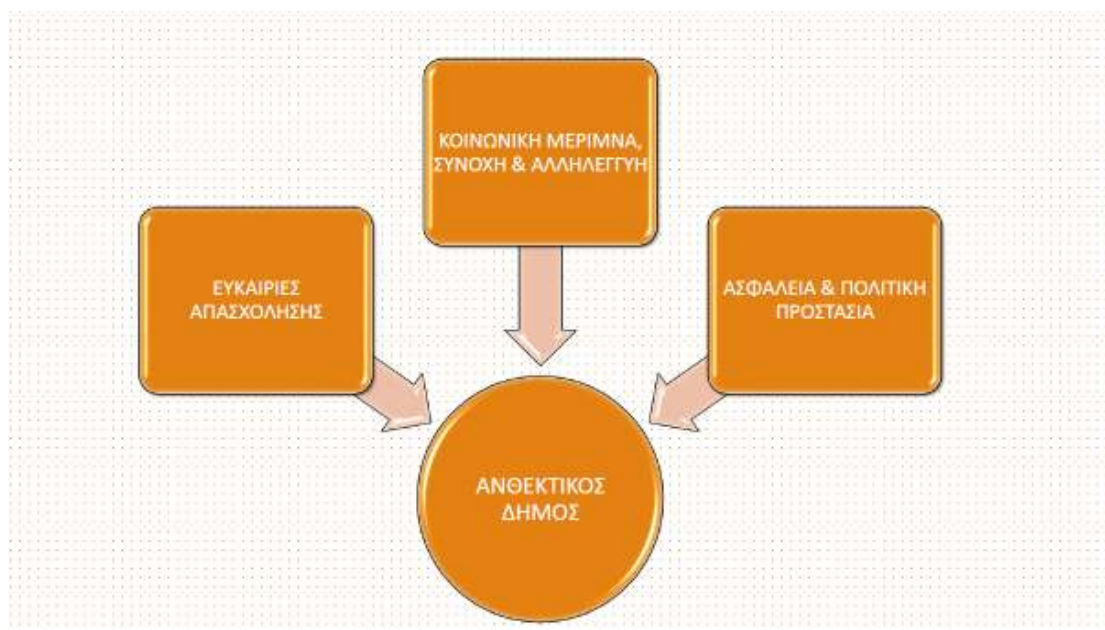 ΚΟΙΝΩΝΙΚΗ ΜΕΡΙΜΝΑ,
ΣΥΝΟΧΗ & ΑΛΛΗΛΕΓΓΥΗ
ΕΥΚΑΙΡΙΕΣ
ΑΠΑΣΧΟΛΗΣΗΣ
ΑΣΦΑΛΕΙΑ & ΠΟΛΙΤΙΚΗ
ΠΡΟΣΤΑΣΙΑ
ΑΝΘΕΚΤΙΚΟΣ
ΔΗΜΟΣ